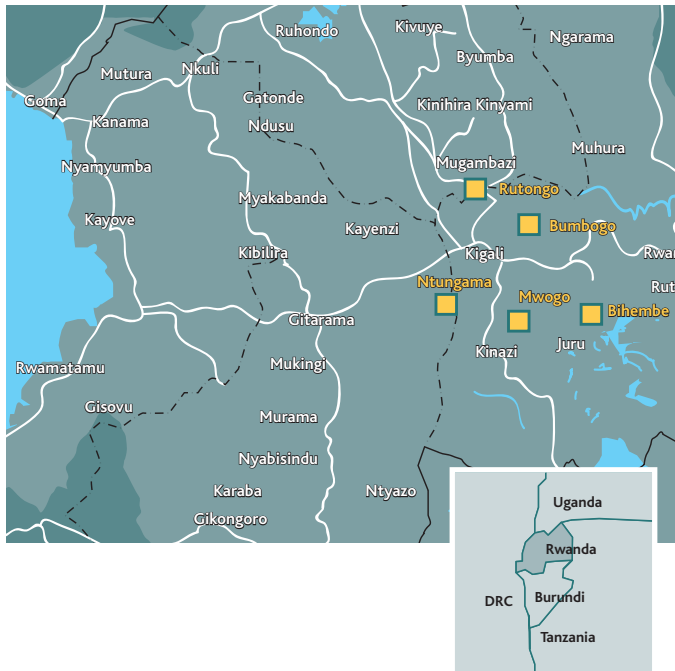 Ruhondo
Kivuye
Ngarama
Byumba
Mutura
Nkuli
Goma
Gatonde
Kinihira Kinyami
Kanama
Ndusu
Muhura
Mugambazi
Nyamyumba
Rutongo
Myakabanda
Kayove
Kayenzi
Bumbogo
Kibilira
Kigali
Rwa
Ntungama
Rut
Mwogo
Bihembe
Gitarama
Juru
Kinazi
Mukingi
Rwamatamu
Gisovu
Murama
Nyabisindu
Karaba
Ntyazo
Gikongoro
Uganda
Rwanda
DRC
Burundi
Tanzania